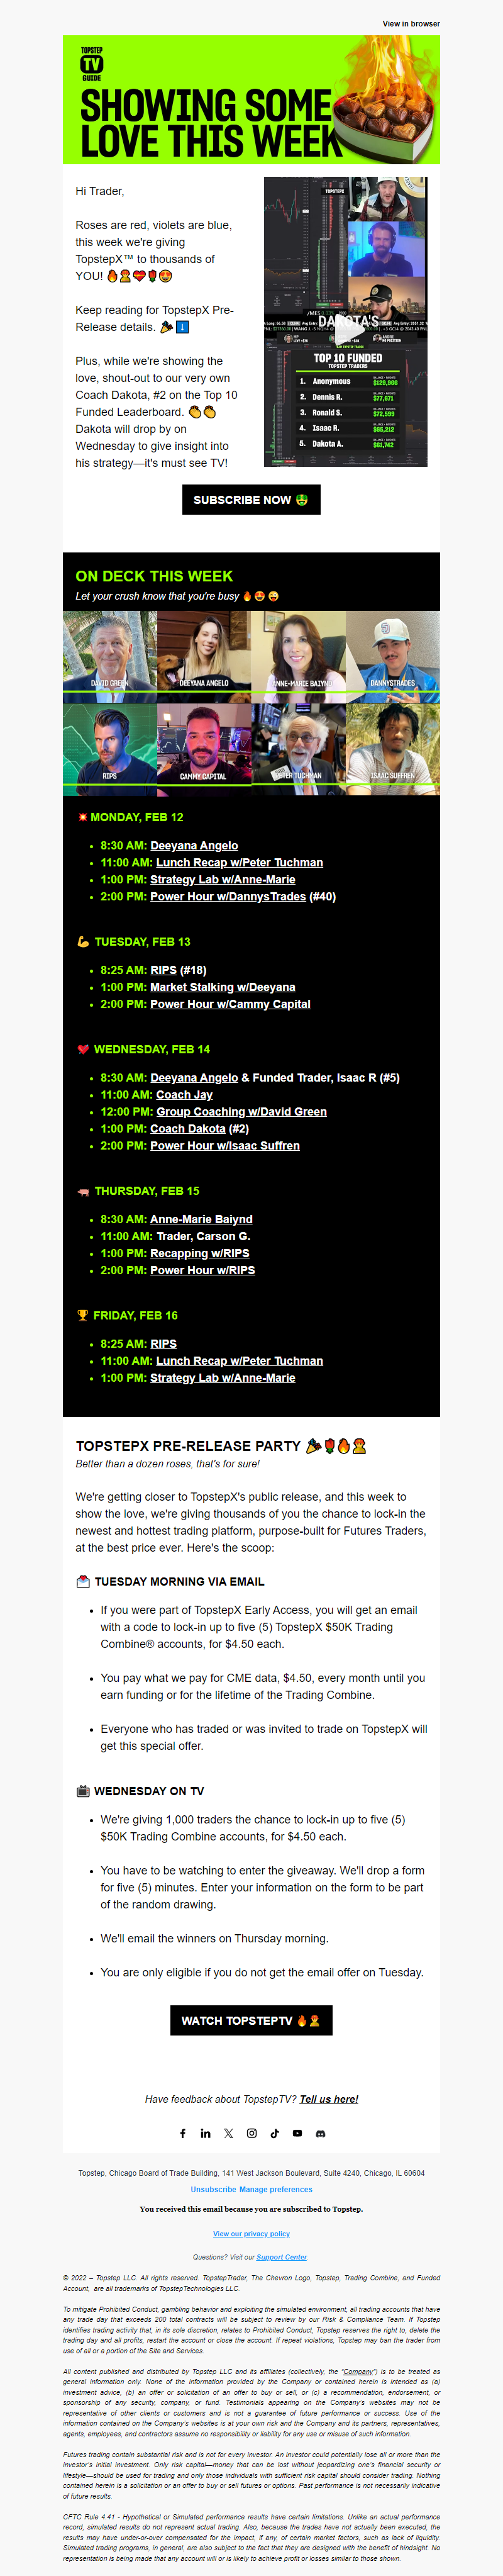 View in browser
TOPSTEP
TV
GUIDE
SHOWING SOME
LOVE THIS WEEK
Hi Trader,
Roses are red, violets are blue,
this week we're giving
TopstepX™ to thousands of
YOU! 🔥🧟❤️🌹😍
Keep reading for TopstepX Pre-
Release details. 🎉⬇️
Plus, while we're showing the
love, shout-out to our very own
Coach Dakota, #2 on the Top 10
Funded Leaderboard. 👏👏
Dakota will drop by on
Wednesday to give insight into
his strategy—it's must see TV!
TOPSTEPX
/MES
DAKOTA'S
TOP 10 FUNDED
TOPSTEP TRADERS
1. Anonymous $129,906
2. Dennis R. $77,671
3. Ronald S. $72,599
4. Isaac R. $65,212
5. Dakota A. $61,742
SUBSCRIBE NOW 🤑
ON DECK THIS WEEK
Let your crush know that you're busy 🔥😍😜
DAVID GREEN
DEEYANA ANGELO
ANNE-MARIE BAIYND
DANNYSTRADES
RIPS
CAMMY CAPITAL
PETER TUCHMAN
ISAAC SUFFREN
💥 MONDAY, FEB 12
• 8:30 AM: Deeyana Angelo
• 11:00 AM: Lunch Recap w/Peter Tuchman
• 1:00 PM: Strategy Lab w/Anne-Marie
• 2:00 PM: Power Hour w/DannysTrades (#40)
💪 TUESDAY, FEB 13
• 8:25 AM: RIPS (#18)
• 1:00 PM: Market Stalking w/Deeyana
• 2:00 PM: Power Hour w/Cammy Capital
💘 WEDNESDAY, FEB 14
• 8:30 AM: Deeyana Angelo & Funded Trader, Isaac R (#5)
• 11:00 AM: Coach Jay
• 12:00 PM: Group Coaching w/David Green
• 1:00 PM: Coach Dakota (#2)
• 2:00 PM: Power Hour w/Isaac Suffren
🐖 THURSDAY, FEB 15
• 8:30 AM: Anne-Marie Baiynd
• 11:00 AM: Trader, Carson G.
• 1:00 PM: Recapping w/RIPS
• 2:00 PM: Power Hour w/RIPS
🏆 FRIDAY, FEB 16
• 8:25 AM: RIPS
• 11:00 AM: Lunch Recap w/Peter Tuchman
• 1:00 PM: Strategy Lab w/Anne-Marie
TOPSTEPX PRE-RELEASE PARTY 🎉🌹🔥🧟
Better than a dozen roses, that's for sure!
We're getting closer to TopstepX's public release, and this week to
show the love, we're giving thousands of you the chance to lock-in the
newest and hottest trading platform, purpose-built for Futures Traders,
at the best price ever. Here's the scoop:
💌 TUESDAY MORNING VIA EMAIL
• If you were part of TopstepX Early Access, you will get an email
with a code to lock-in up to five (5) TopstepX $50K Trading
Combine® accounts, for $4.50 each.
• You pay what we pay for CME data, $4.50, every month until you
earn funding or for the lifetime of the Trading Combine.
• Everyone who has traded or was invited to trade on TopstepX will
get this special offer.
📺 WEDNESDAY ON TV
• We're giving 1,000 traders the chance to lock-in up to five (5)
$50K Trading Combine accounts, for $4.50 each.
• You have to be watching to enter the giveaway. We'll drop a form
for five (5) minutes. Enter your information on the form to be part
of the random drawing.
• We'll email the winners on Thursday morning.
• You are only eligible if you do not get the email offer on Tuesday.
WATCH TOPSTEPTV 🔥🧟
Have feedback about TopstepTV? Tell us here!
Topstep, Chicago Board of Trade Building, 141 West Jackson Boulevard, Suite 4240, Chicago, IL 60604
Unsubscribe Manage preferences
You received this email because you are subscribed to Topstep.
View our privacy policy
Questions? Visit our Support Center.
© 2022 – Topstep LLC. All rights reserved. TopstepTrader, The Chevron Logo, Topstep, Trading Combine, and Funded
Account, are all trademarks of TopstepTechnologies LLC.
To mitigate Prohibited Conduct, gambling behavior and exploiting the simulated environment, all trading accounts that have
any trade day that exceeds 200 total contracts will be subject to review by our Risk & Compliance Team. If Topstep
identifies trading activity that, in its sole discretion, relates to Prohibited Conduct, Topstep reserves the right to, delete the
trading day and all profits, restart the account or close the account. If repeat violations, Topstep may ban the trader from
use of all or a portion of the Site and Services.
All content published and distributed by Topstep LLC and its affiliates (collectively, the "Company") is to be treated as
general information only. None of the information provided by the Company or contained herein is intended as (a)
investment advice, (b) an offer or solicitation of an offer to buy or sell, or (c) a recommendation, endorsement, or
sponsorship of any security, company, or fund. Testimonials appearing on the Company's websites may not be
representative of other clients or customers and is not a guarantee of future performance or success. Use of the
information contained on the Company's websites is at your own risk and the Company and its partners, representatives,
agents, employees, and contractors assume no responsibility or liability for any use or misuse of such information.
Futures trading contain substantial risk and is not for every investor. An investor could potentially lose all or more than the
investor's initial investment. Only risk capital—money that can be lost without jeopardizing one's financial security or
lifestyle—should be used for trading and only those individuals with sufficient risk capital should consider trading. Nothing
contained herein is a solicitation or an offer to buy or sell futures or options. Past performance is not necessarily indicative
of future results.
CFTC Rule 4.41 - Hypothetical or Simulated performance results have certain limitations. Unlike an actual performance
record, simulated results do not represent actual trading. Also, because the trades have not actually been executed, the
results may have under-or-over compensated for the impact, if any, of certain market factors, such as lack of liquidity.
Simulated trading programs, in general, are also subject to the fact that they are designed with the benefit of hindsight. No
representation is being made that any account will or is likely to achieve profit or losses similar to those shown.